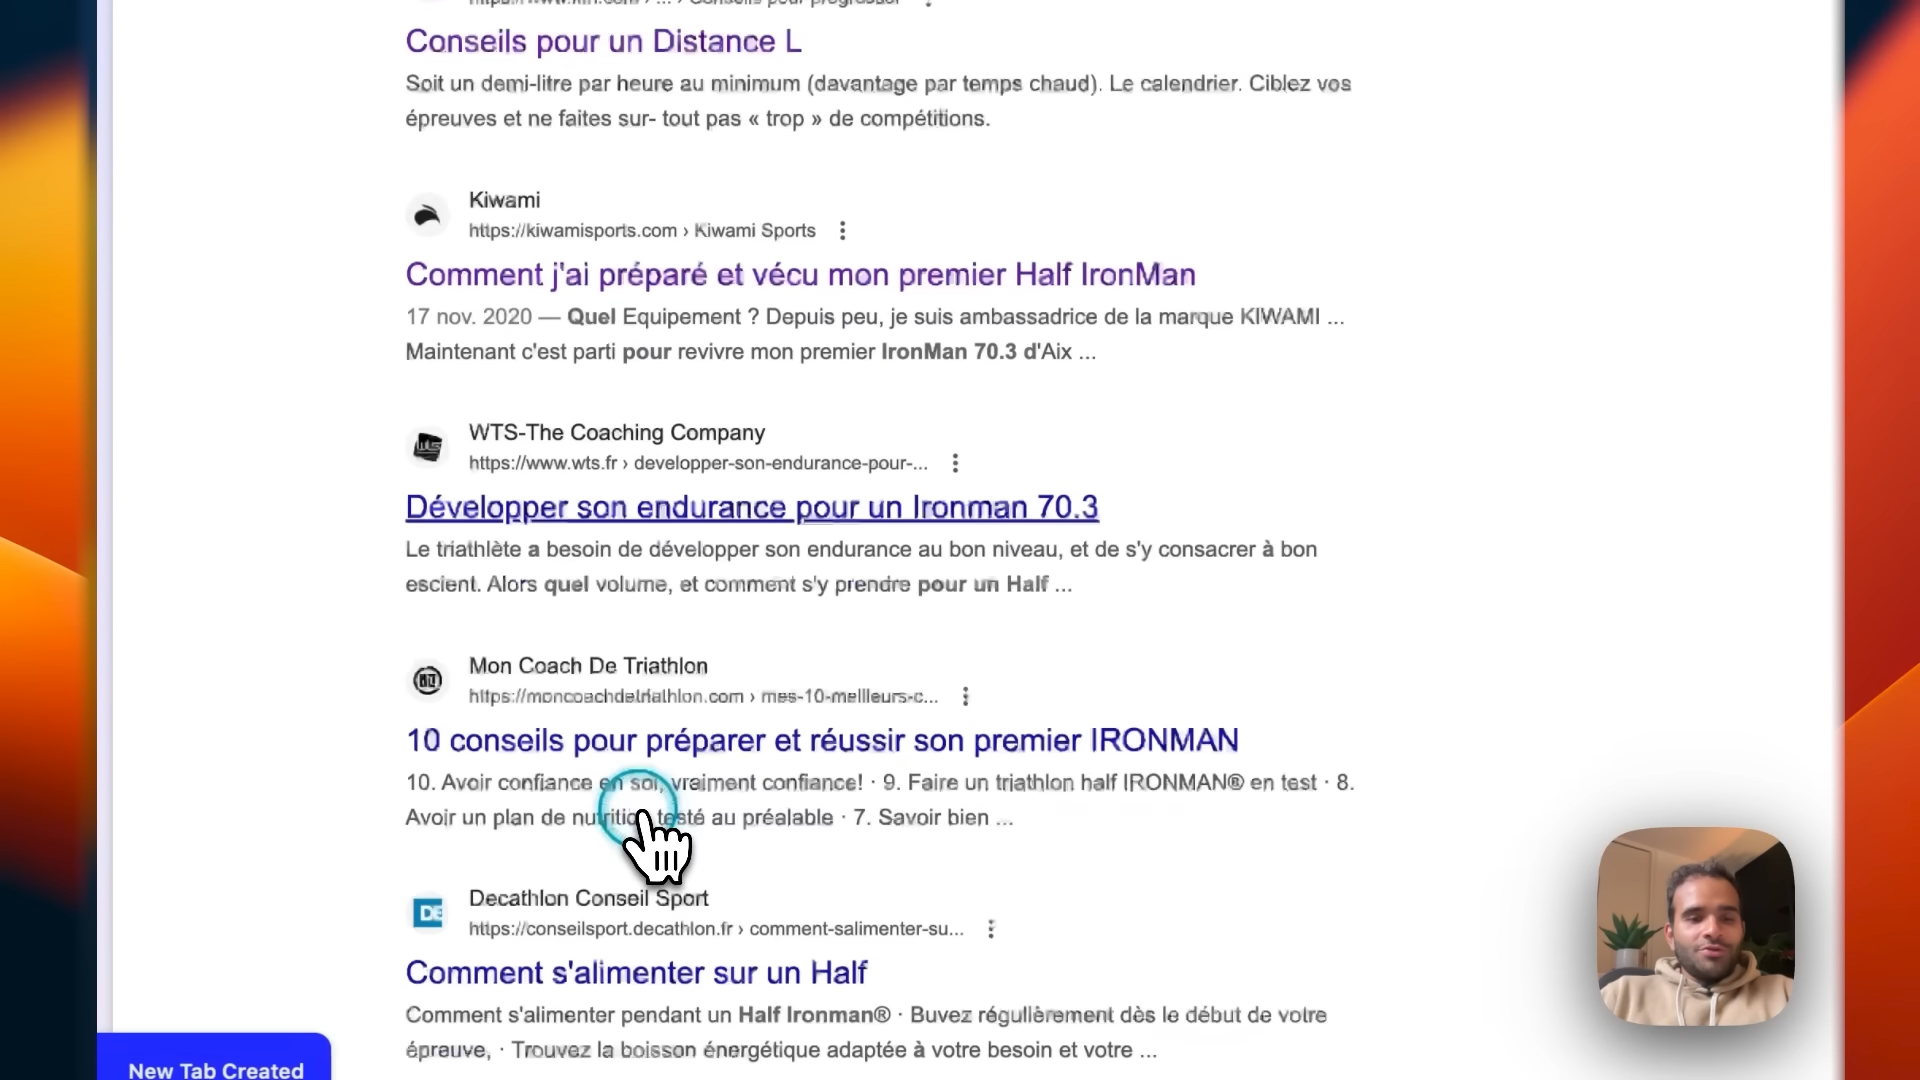 Conseils pour un Distance L
Soit un demi-litre par heure au minimum (davantage par temps chaud). Le calendrier. Ciblez vos
épreuves et ne faites sur- tout pas « trop » de compétitions.
Kiwami
https://kiwamisports.com › Kiwami Sports
Comment j'ai préparé et vécu mon premier Half IronMan
17 nov. 2020 — Quel Equipement ? Depuis peu, je suis ambassadrice de la marque KIWAMI ...
Maintenant c'est parti pour revivre mon premier IronMan 70.3 d'Aix ...
WTS-The Coaching Company
https://www.wts.fr › developper-son-endurance-pour-...
Développer son endurance pour un Ironman 70.3
Le triathlète a besoin de développer son endurance au bon niveau, et de s'y consacrer à bon
escient. Alors quel volume, et comment s'y prendre pour un Half ...
Mon Coach De Triathlon
https://moncoachdetriathlon.com › mes-10-meilleurs-c...
10 conseils pour préparer et réussir son premier IRONMAN
10. Avoir confiance en soi, vraiment confiance! · 9. Faire un triathlon half IRONMAN® en test · 8.
Avoir un plan de nutrition testé au préalable · 7. Savoir bien ...
Decathlon Conseil Sport
https://conseilsport.decathlon.fr › comment-salimenter-su...
Comment s'alimenter sur un Half
Comment s'alimenter pendant un Half Ironman® · Buvez régulièrement dès le début de votre
épreuve, · Trouvez la boisson énergétique adaptée à votre besoin et votre ...
New Tab Created